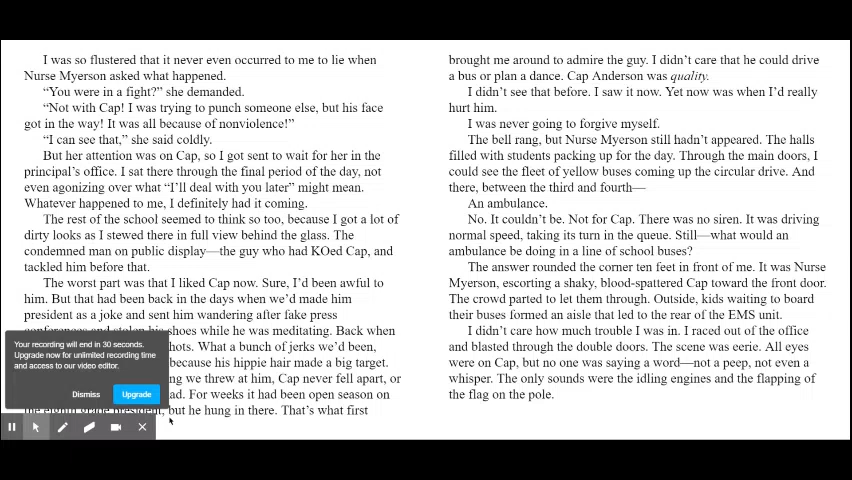 I was so flustered that it never even occurred to me to lie when
Nurse Myerson asked what happened.
“You were in a fight?” she demanded.
“Not with Cap! I was trying to punch someone else, but his face
got in the way! It was all because of nonviolence!”
“I can see that,” she said coldly.
But her attention was on Cap, so I got sent to wait for her in the
principal’s office. I sat there through the final period of the day, not
even agonizing over what “I’ll deal with you later” might mean.
Whatever happened to me, I definitely had it coming.
The rest of the school seemed to think so too, because I got a lot of
dirty looks as I stewed there in full view behind the glass. The
condemned man on public display—the guy who had KOed Cap, and
tackled him before that.
The worst part was that I liked Cap now. Sure, I’d been awful to
him. But that had been back in the days when we’d made him
president as a joke and sent him wandering after fake press
conferences and stolen his shoes while he was meditating. Back when
hots. What a bunch of jerks we’d been,
because his hippie hair made a big target.
ng we threw at him, Cap never fell apart, or
ad. For weeks it had been open season on
the eighth grade president, but he hung in there. That’s what first
Your recording will end in 30 seconds.
Upgrade now for unlimited recording time
and access to our video editor.
Dismiss
Upgrade
brought me around to admire the guy. I didn’t care that he could drive
a bus or plan a dance. Cap Anderson was quality.
I didn’t see that before. I saw it now. Yet now was when I’d really
hurt him.
I was never going to forgive myself.
The bell rang, but Nurse Myerson still hadn’t appeared. The halls
filled with students packing up for the day. Through the main doors, I
could see the fleet of yellow buses coming up the circular drive. And
there, between the third and fourth—
An ambulance.
No. It couldn’t be. Not for Cap. There was no siren. It was driving
normal speed, taking its turn in the queue. Still—what would an
ambulance be doing in a line of school buses?
The answer rounded the corner ten feet in front of me. It was Nurse
Myerson, escorting a shaky, blood-spattered Cap toward the front door.
The crowd parted to let them through. Outside, kids waiting to board
their buses formed an aisle that led to the rear of the EMS unit.
I didn’t care how much trouble I was in. I raced out of the office
and blasted through the double doors. The scene was eerie. All eyes
were on Cap, but no one was saying a word—not a peep, not even a
whisper. The only sounds were the idling engines and the flapping of
the flag on the pole.